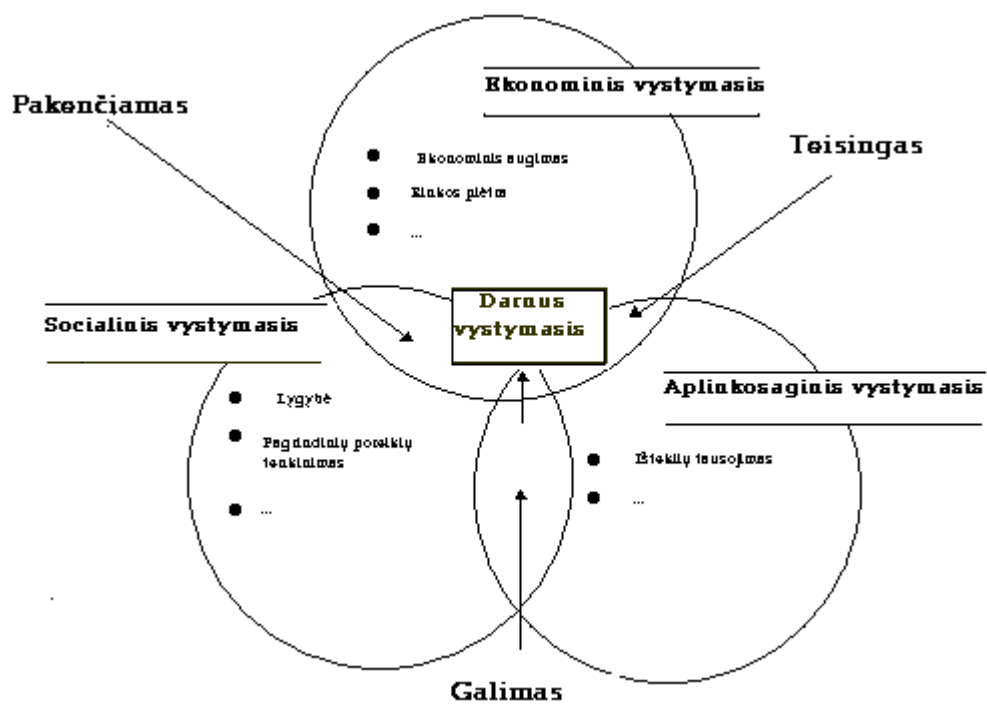 Ekonominis vystymasis
Pakenčiamas
Teisingas
Ekonominis augimas
Rinkos plėtra
...
Darnus
vystymasis
Socialinis vystymasis
Aplinkosaginis vystymasis
Lygybė
Pagrindinių poreikių
tenkinimas
...
Išteklių tausojimas
...
Galimas